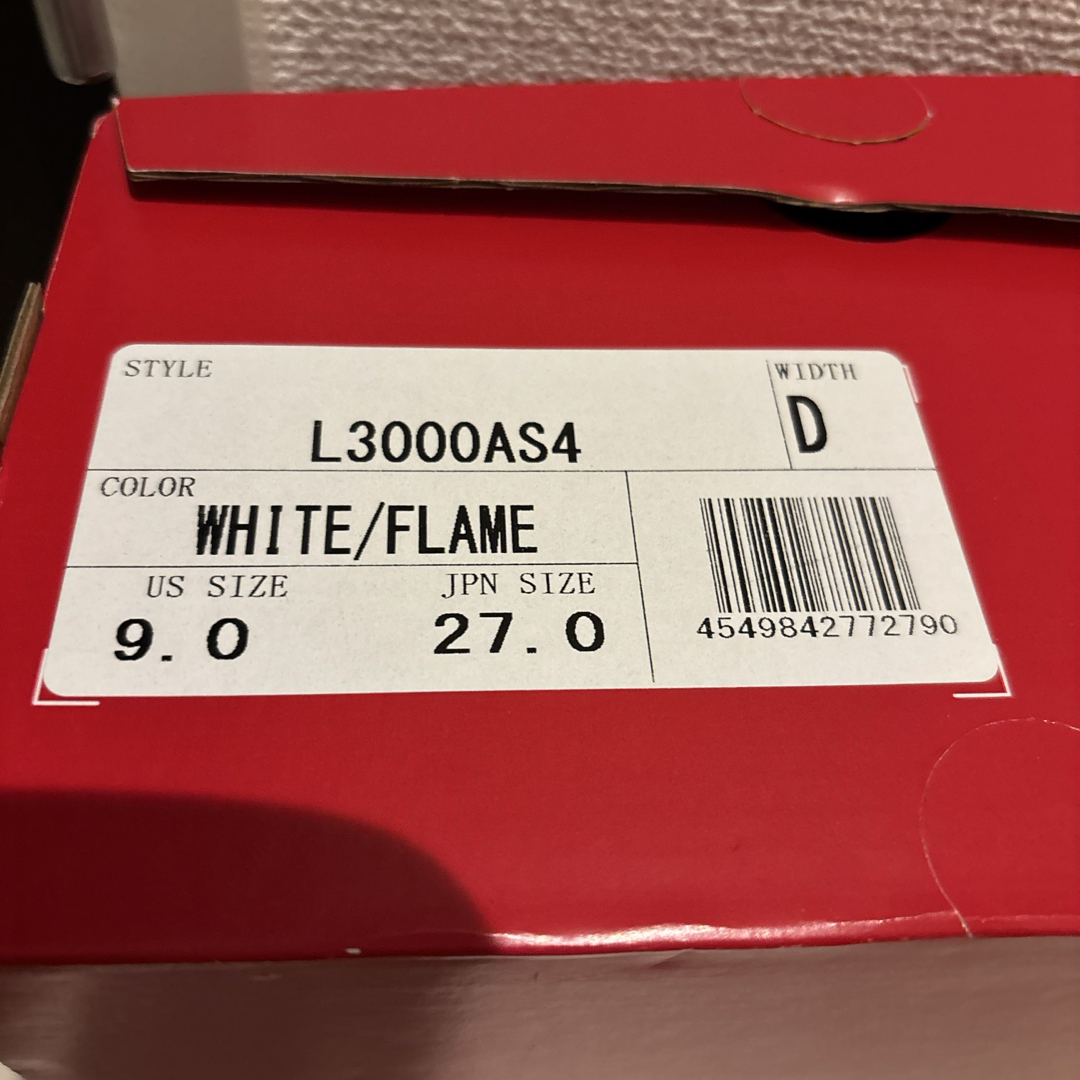 STYLE
WIDTH
L3000AS4
D
COLOR
WHITE/FLAME
US SIZE
JPN SIZE
9.0
27.0
4549842772790